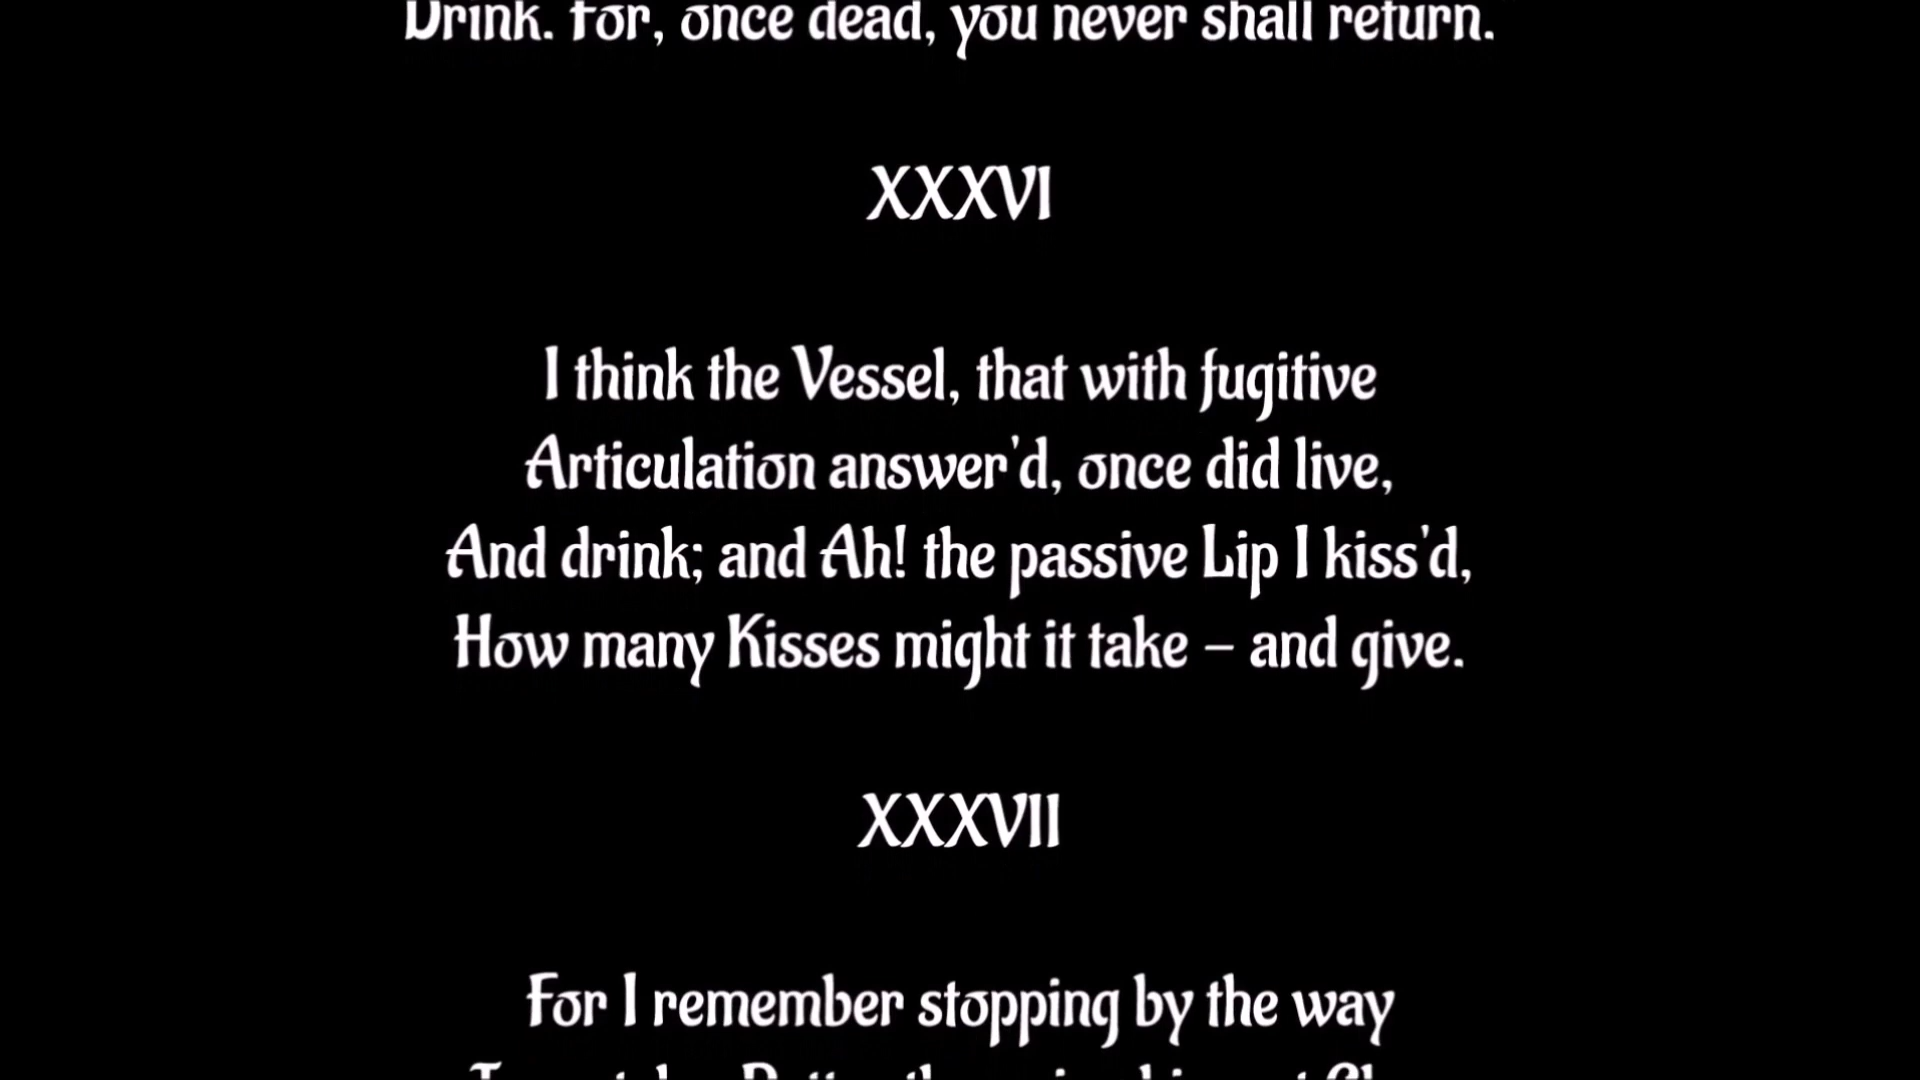 Drink. For, once dead, you never shall return.
XXXVI
I think the Vessel, that with fugitive
Articulation answer'd, once did live,
And drink; and Ah! the passive Lip I kiss'd,
How many Kisses might it take – and give.
XXXVII
For I remember stopping by the way